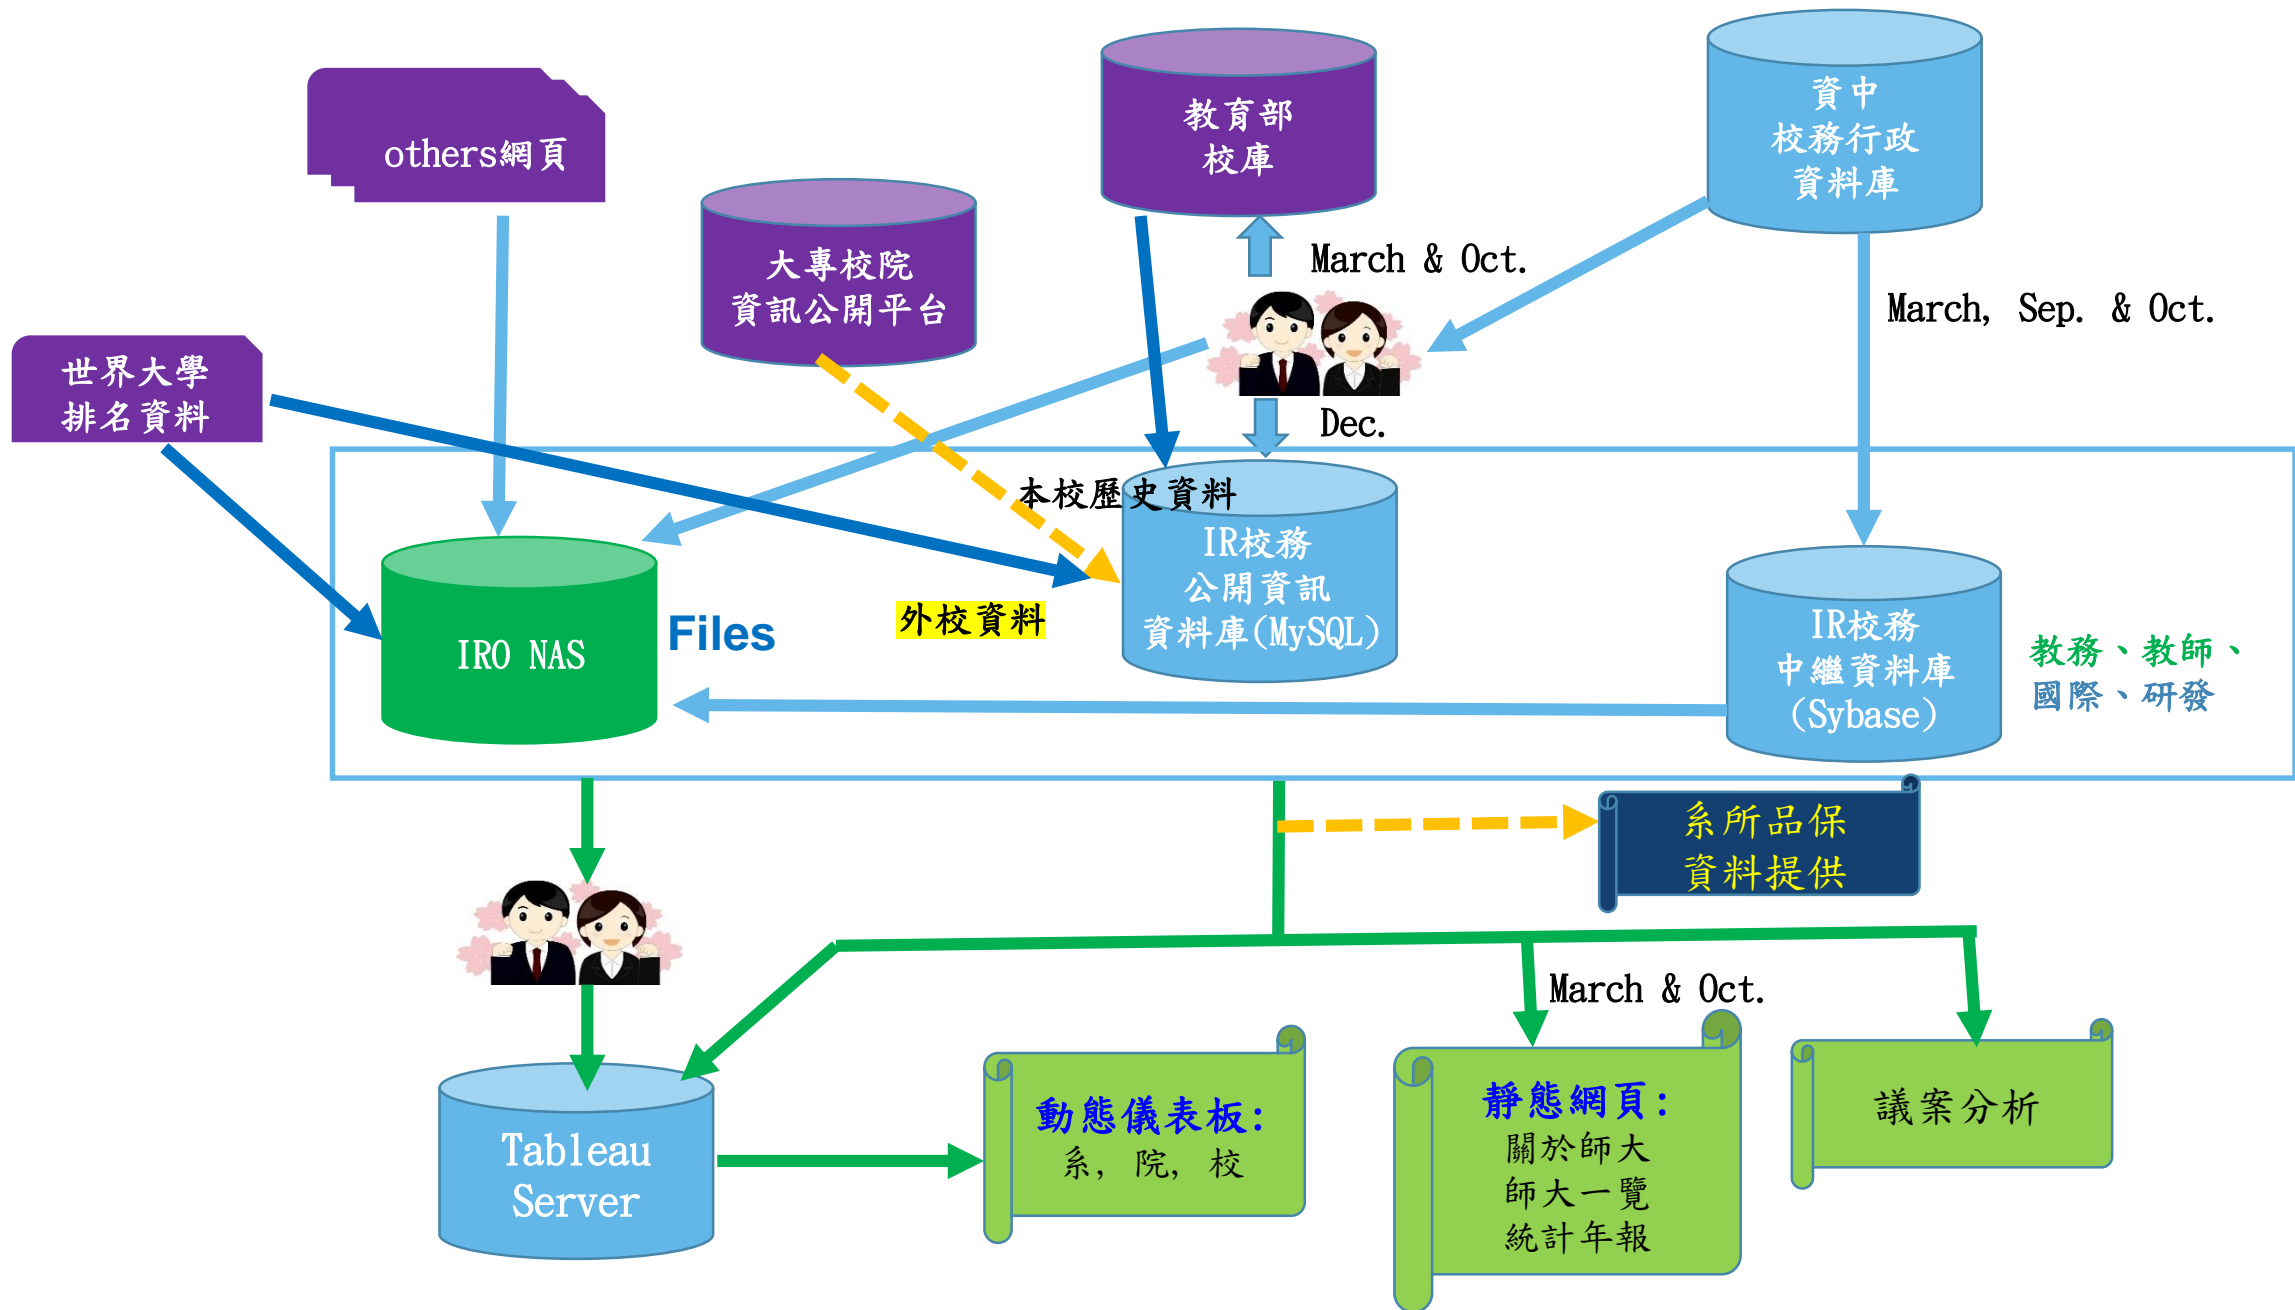 others網頁
教育部
校庫
資中
校務行政
資料庫
大專校院
資訊公開平台
March & Oct.
March, Sep. & Oct.
世界大學
排名資料
Dec.
本校歷史資料
IR校務
公開資訊
資料庫(MySQL)
外校資料
Files
IRO NAS
IR校務
中繼資料庫
(Sybase)
教務、教師、
國際、研發
系所品保
資料提供
March & Oct.
Tableau
Server
動態儀表板:
系, 院, 校
靜態網頁:
關於師大
師大一覽
統計年報
議案分析